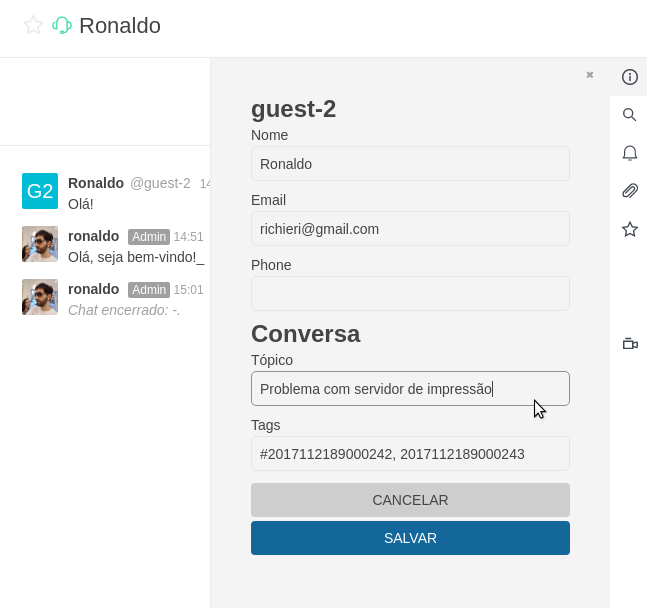 Ronaldo
guest-2
Nome
Ronaldo
Email
richieri@gmail.com
Phone
Conversa
Tópico
Problema com servidor de impressão
Tags
#2017112189000242, 2017112189000243
CANCELAR
SALVAR
G2
Ronaldo @guest-2 14
Olá!
ronaldo Admin 14:51
Olá, seja bem-vindo!_
ronaldo Admin 15:01
Chat encerrado: -.